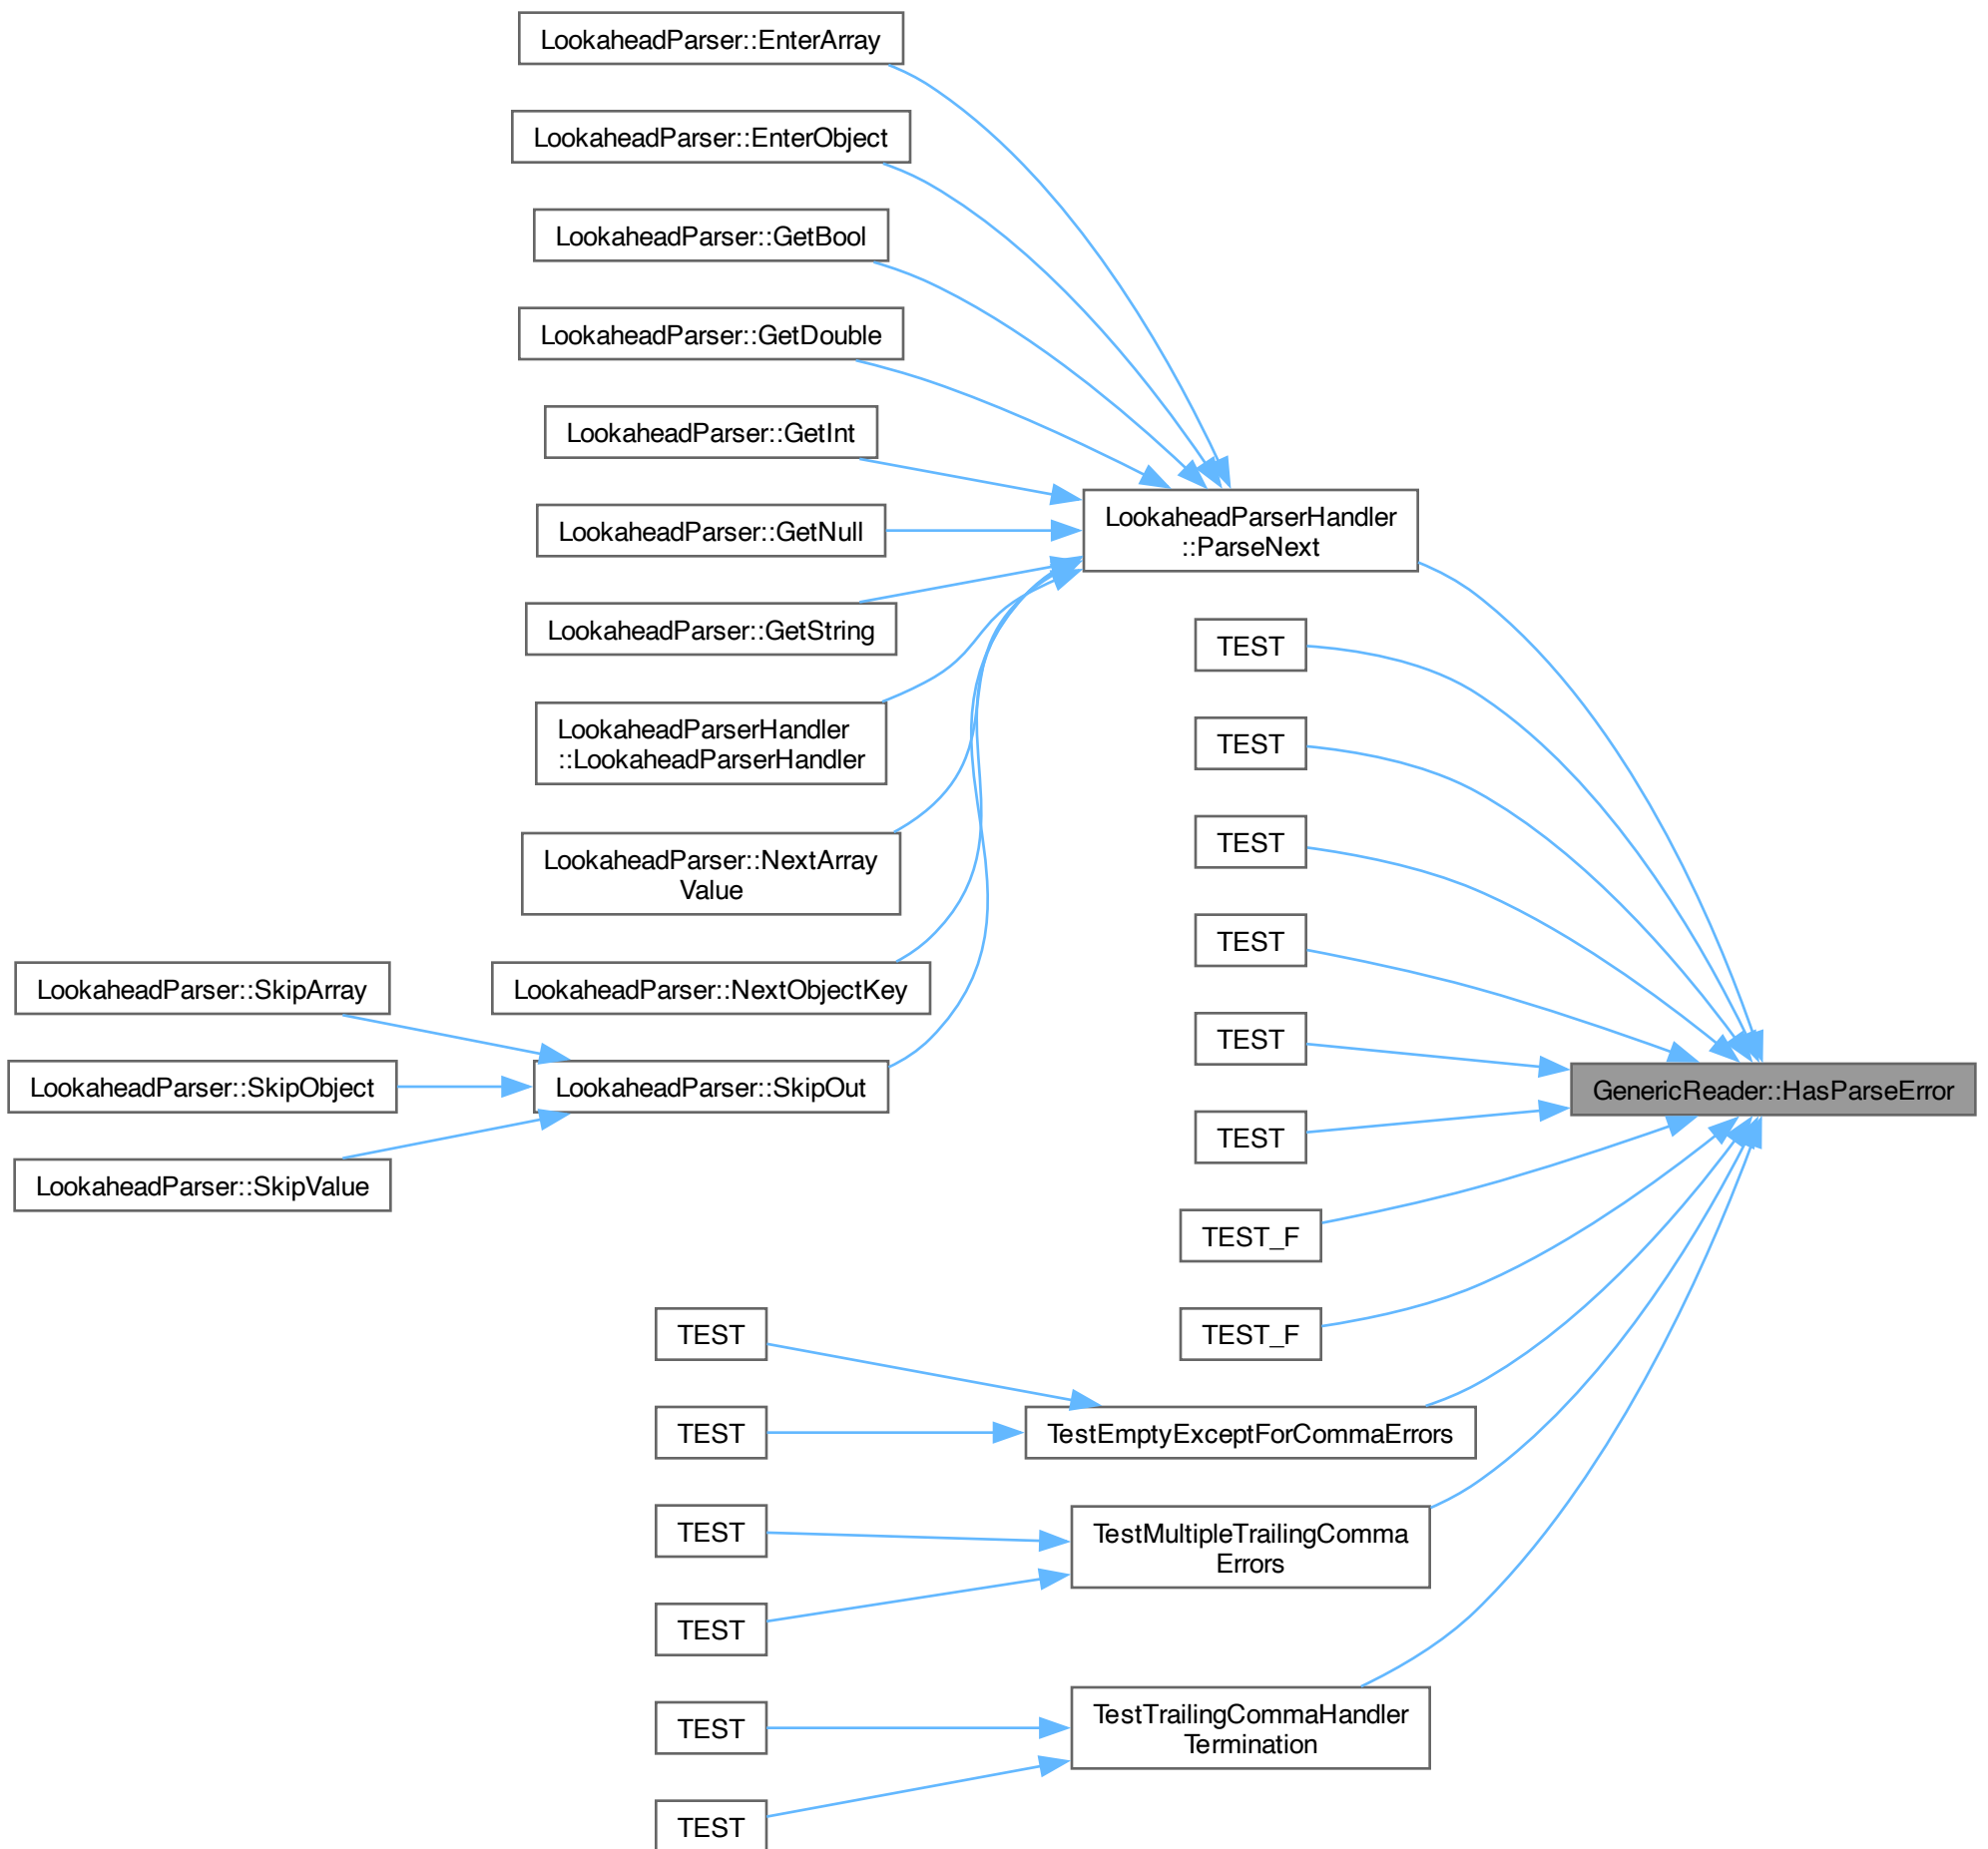 LookaheadParser::EnterArray
LookaheadParser::EnterObject
LookaheadParser::GetBool
LookaheadParser::GetDouble
LookaheadParser::GetInt
LookaheadParser::GetNull
LookaheadParser::GetString
LookaheadParserHandler
::LookaheadParserHandler
LookaheadParser::NextArray
Value
LookaheadParser::NextObjectKey
LookaheadParser::SkipOut
LookaheadParser::SkipArray
LookaheadParser::SkipObject
LookaheadParser::SkipValue
LookaheadParserHandler
::ParseNext
TEST
TEST
TEST
TEST
TEST
TEST
TEST_F
TEST_F
TestEmptyExceptForCommaErrors
TEST
TEST
TestMultipleTrailingComma
Errors
TEST
TEST
TestTrailingCommaHandler
Termination
TEST
TEST
GenericReader::HasParseError